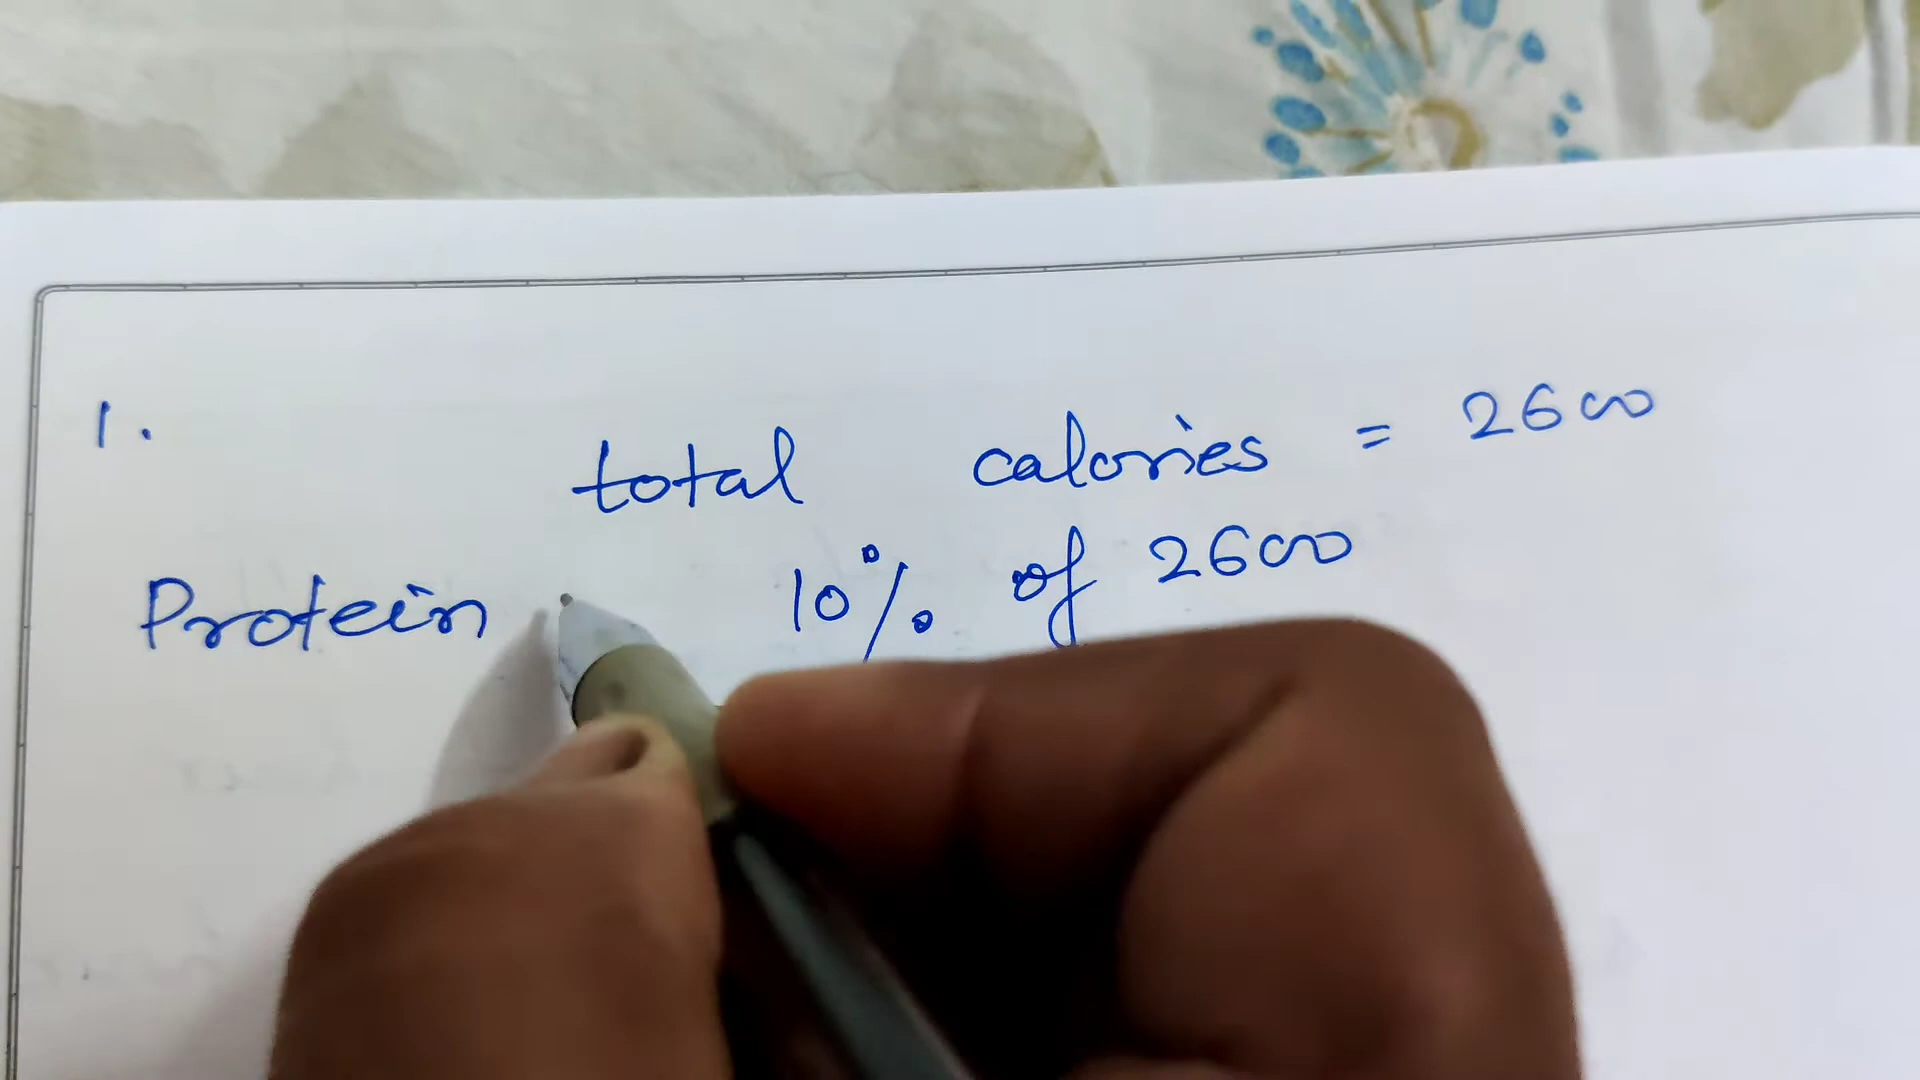 1.
total calories = 2600
Protein 10% of 2600